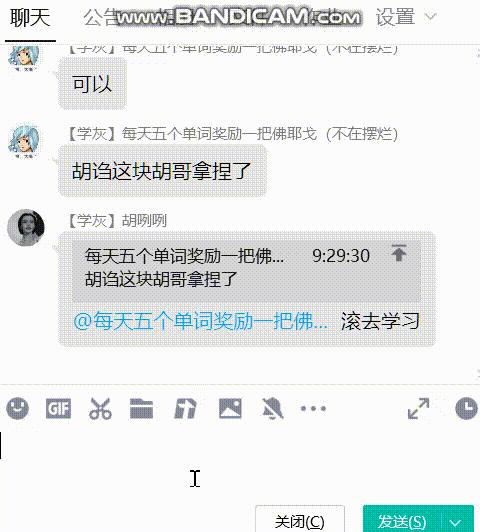 www.BANDICAM.com
聊天
公告
设置
【学灰】每天五个单词奖励一把佛耶戈（不在摆烂）
可以
【学灰】每天五个单词奖励一把佛耶戈（不在摆烂）
胡诌这块胡哥拿捏了
【学灰】胡咧咧
每天五个单词奖励一把佛... 9:29:30
胡诌这块胡哥拿捏了
@每天五个单词奖励一把佛... 滚去学习
GIF
关闭(C) 发送(S)